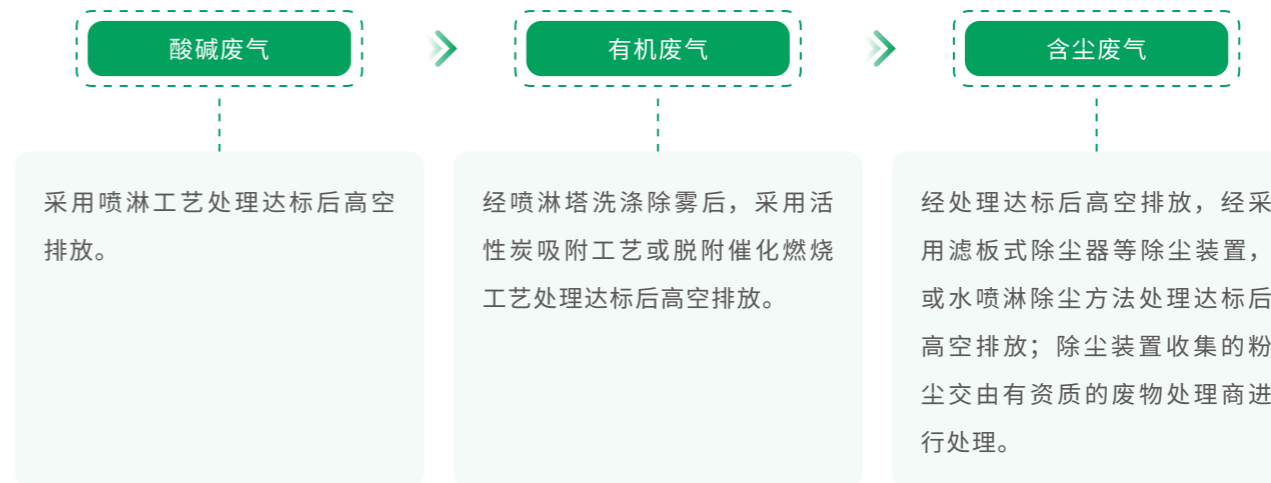 酸碱废气
采用喷淋工艺处理达标后高空
排放。
有机废气
经喷淋塔洗涤除雾后，采用活
性炭吸附工艺或脱附催化燃烧
工艺处理达标后高空排放。
含尘废气
经处理达标后高空排放，经采
用滤板式除尘器等除尘装置，
或水喷淋除尘方法处理达标后
高空排放；除尘装置收集的粉
尘交由有资质的废物处理商进
行处理。